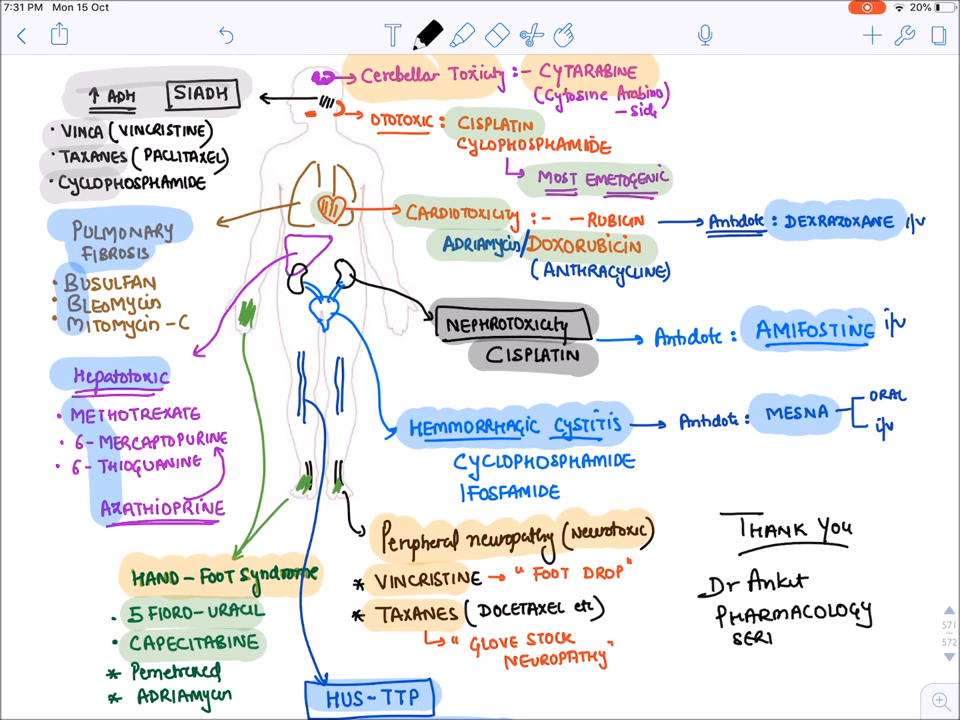 7:31 PM Mon 15 Oct
20%
T
Cerebellar Toxicity :- CYTARABINE
(Cytosine Arabino)
- side
↑ ADH SIADH
OTOTOXIC : CISPLATIN
CYLOPHOSPHAMIDE
MOST EMETOGENIC
• VINCA (VINCRISTINE)
• TAXANES (PACLITAXEL)
• CYCLOPHOSPHAMIDE
CARDIOTOXICITY :- - RUBICIN → Antidote : DEXRAZOXANE i/v
ADRIAMYCIN/DOXORUBICIN
(ANTHRACYCLINE)
PULMONARY
FIBROSIS
• BUSULFAN
• BLEOMYCIN
• MITOMYCIN-C
NEPHROTOXICITY
CISPLATIN → Antidote : AMIFOSTINE i/v
Hepatotoxic
• METHOTREXATE
• 6-MERCAPTOPURINE
• 6-THIOGUANINE
AZATHIOPRINE
HEMMORRHAGIC CYSTITIS → Antidote : MESNA
ORAL
i/v
CYCLOPHOSPHAMIDE
IFOSFAMIDE
Peripheral neuropathy (Neurotoxic)
* VINCRISTINE → "FOOT DROP"
* TAXANES (DOCETAXEL etc)
"GLOVE STOCK
NEUROPATHY"
HAND-FOOT Syndrome
• 5 FLORO-URACIL
• CAPECITABINE
* Pemetrexed
* ADRIAMYCIN
HUS-TTP
THANK YOU
Dr Ankit
PHARMACOLOGY
SERI
571
572